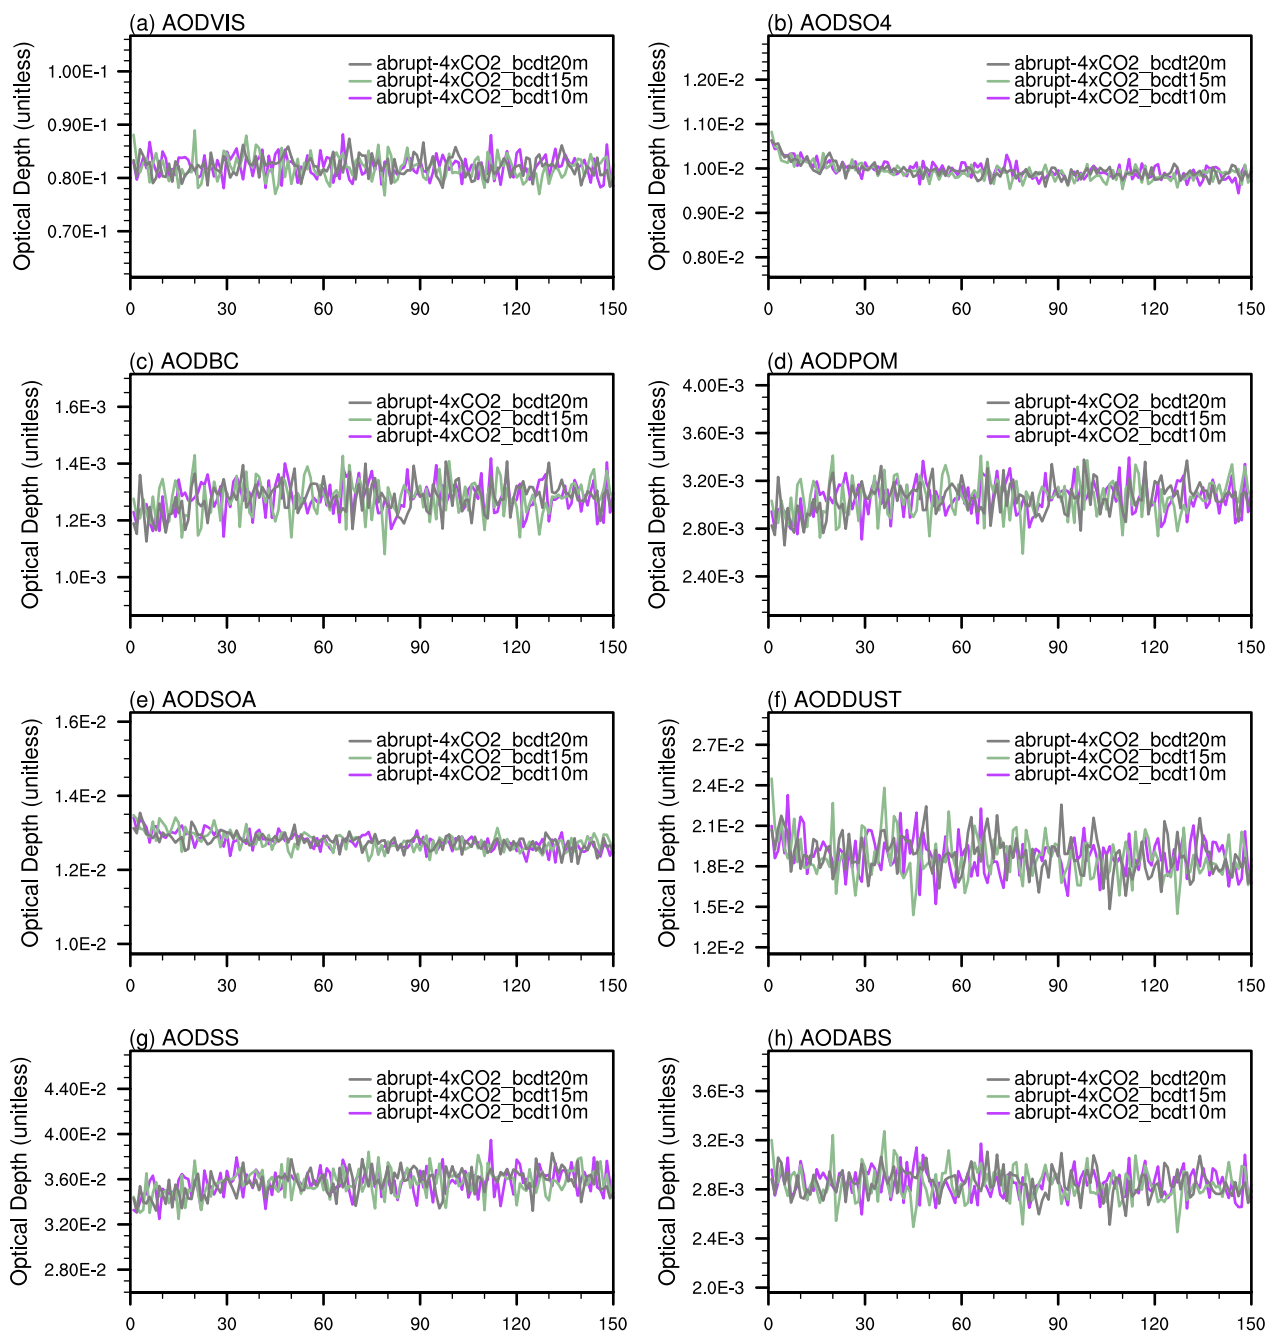 (a) AODVIS
Optical Depth (unitless)
1.00E-1
0.90E-1
0.80E-1
0.70E-1
abrupt-4xCO2_bcdt20m
abrupt-4xCO2_bcdt15m
abrupt-4xCO2_bcdt10m
0 30 60 90 120 150
(b) AODSO4
Optical Depth (unitless)
1.20E-2
1.10E-2
1.00E-2
0.90E-2
0.80E-2
abrupt-4xCO2_bcdt20m
abrupt-4xCO2_bcdt15m
abrupt-4xCO2_bcdt10m
0 30 60 90 120 150
(c) AODBC
Optical Depth (unitless)
1.6E-3
1.4E-3
1.2E-3
1.0E-3
abrupt-4xCO2_bcdt20m
abrupt-4xCO2_bcdt15m
abrupt-4xCO2_bcdt10m
0 30 60 90 120 150
(d) AODPOM
Optical Depth (unitless)
4.00E-3
3.60E-3
3.20E-3
2.80E-3
2.40E-3
abrupt-4xCO2_bcdt20m
abrupt-4xCO2_bcdt15m
abrupt-4xCO2_bcdt10m
0 30 60 90 120 150
(e) AODSOA
Optical Depth (unitless)
1.6E-2
1.4E-2
1.2E-2
1.0E-2
abrupt-4xCO2_bcdt20m
abrupt-4xCO2_bcdt15m
abrupt-4xCO2_bcdt10m
0 30 60 90 120 150
(f) AODDUST
Optical Depth (unitless)
2.7E-2
2.4E-2
2.1E-2
1.8E-2
1.5E-2
1.2E-2
abrupt-4xCO2_bcdt20m
abrupt-4xCO2_bcdt15m
abrupt-4xCO2_bcdt10m
0 30 60 90 120 150
(g) AODSS
Optical Depth (unitless)
4.40E-2
4.00E-2
3.60E-2
3.20E-2
2.80E-2
abrupt-4xCO2_bcdt20m
abrupt-4xCO2_bcdt15m
abrupt-4xCO2_bcdt10m
0 30 60 90 120 150
(h) AODABS
Optical Depth (unitless)
3.6E-3
3.2E-3
2.8E-3
2.4E-3
2.0E-3
abrupt-4xCO2_bcdt20m
abrupt-4xCO2_bcdt15m
abrupt-4xCO2_bcdt10m
0 30 60 90 120 150